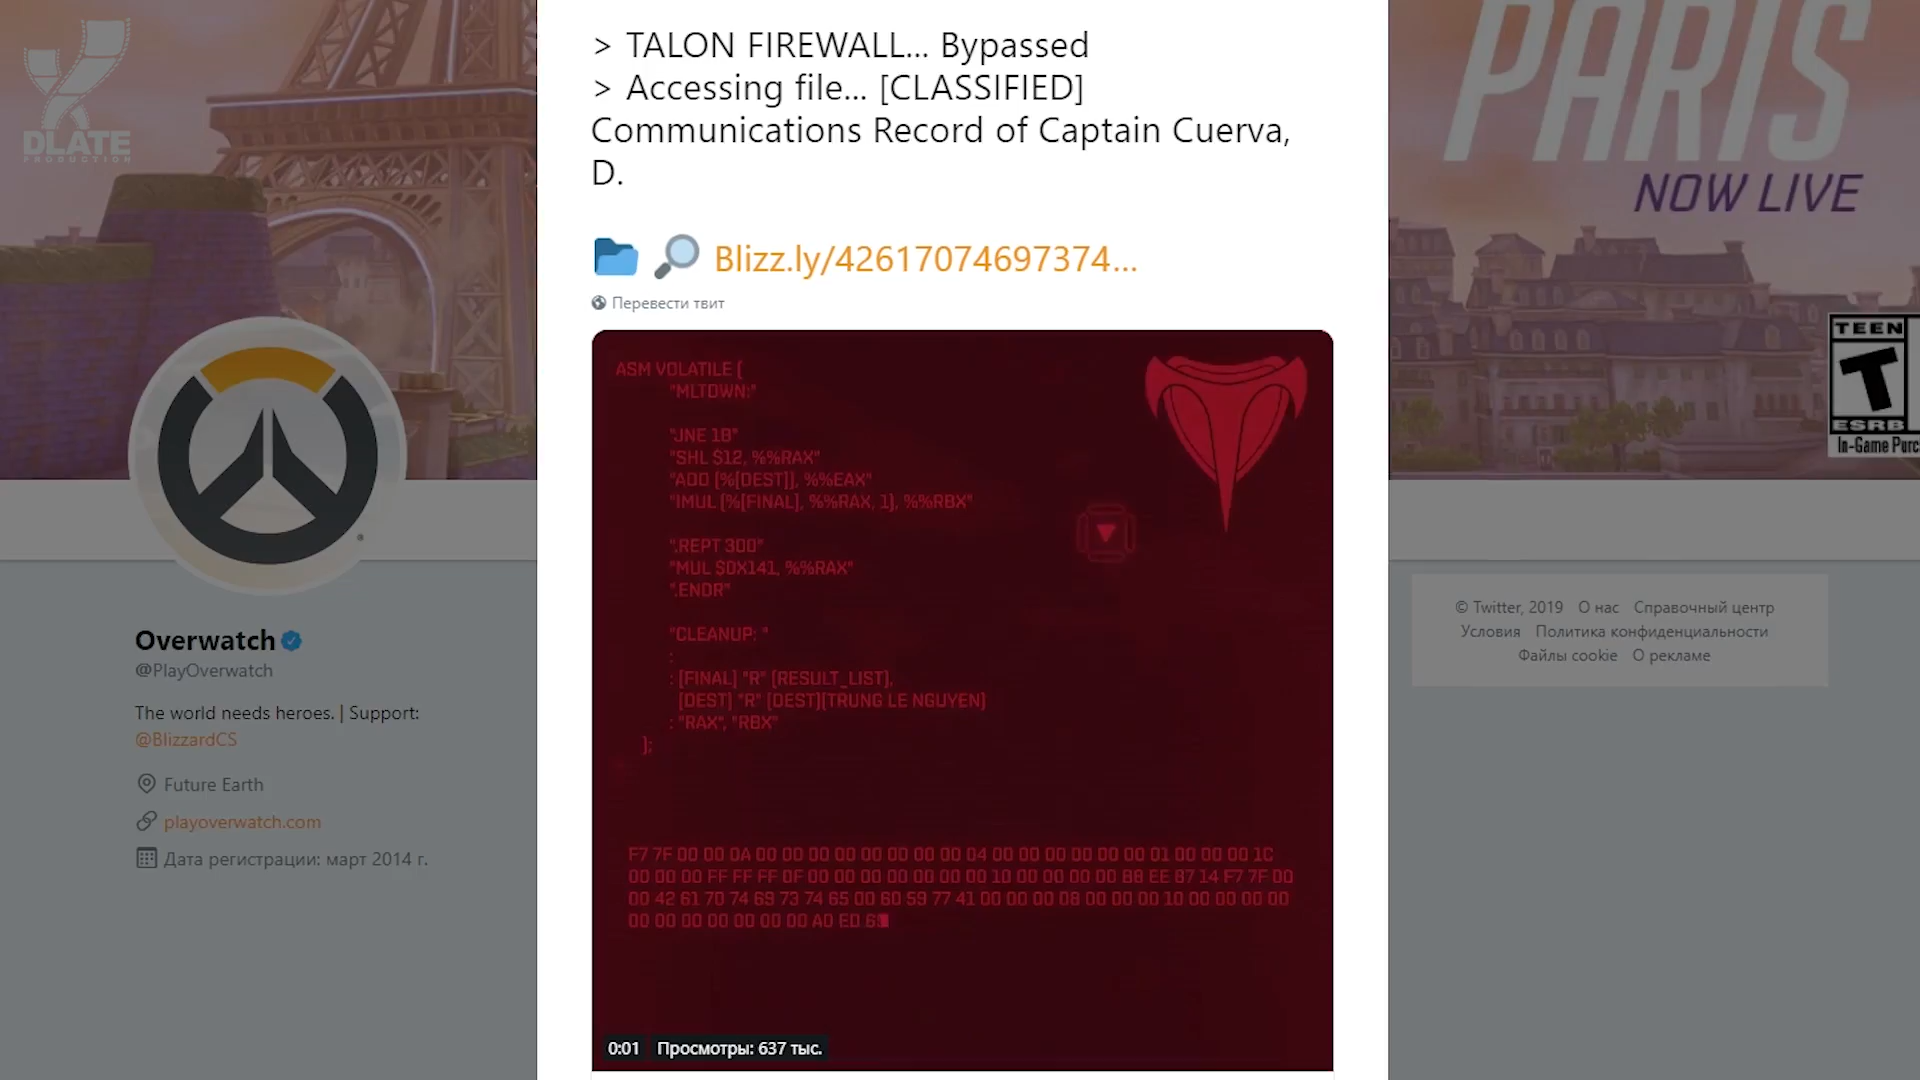 DLATE
PRODUCTION
> TALON FIREWALL... Bypassed
> Accessing file... [CLASSIFIED]
Communications Record of Captain Cuerva,
D.
Blizz.ly/42617074697374...
Перевести твит
ASM VOLATILE (
"MLTDWN:"
"JNE 1B"
"SHL $12, %%RAX"
"ADD [%[DEST]], %%EAX"
"IMUL [%[FINAL], %%RAX, 1], %%RBX"
".REPT 300"
"MUL $0X141, %%RAX"
".ENDR"
"CLEANUP: "
:
: [FINAL] "R" (RESULT_LIST),
[DEST] "R" (DEST)(TRUNG LE NGUYEN)
: "RAX", "RBX"
);
F7 7F 00 00 0A 00 00 00 00 00 00 00 00 04 00 00 00 00 00 00 01 00 00 00 1C
00 00 00 FF FF FF 0F 00 00 00 00 00 00 00 10 00 00 00 00 B8 EE 87 14 F7 7F 00
00 42 61 70 74 69 73 74 65 00 60 59 77 41 00 00 00 08 00 00 00 10 00 00 00 00
00 00 00 00 00 00 00 A0 ED 69
0:01 Просмотры: 637 тыс.
Overwatch
@PlayOverwatch
The world needs heroes. | Support:
@BlizzardCS
Future Earth
playoverwatch.com
Дата регистрации: март 2014 г.
PARIS
NOW LIVE
TEEN
T
ESRB
In-Game Purc
© Twitter, 2019 О нас Справочный центр
Условия Политика конфиденциальности
Файлы cookie О рекламе